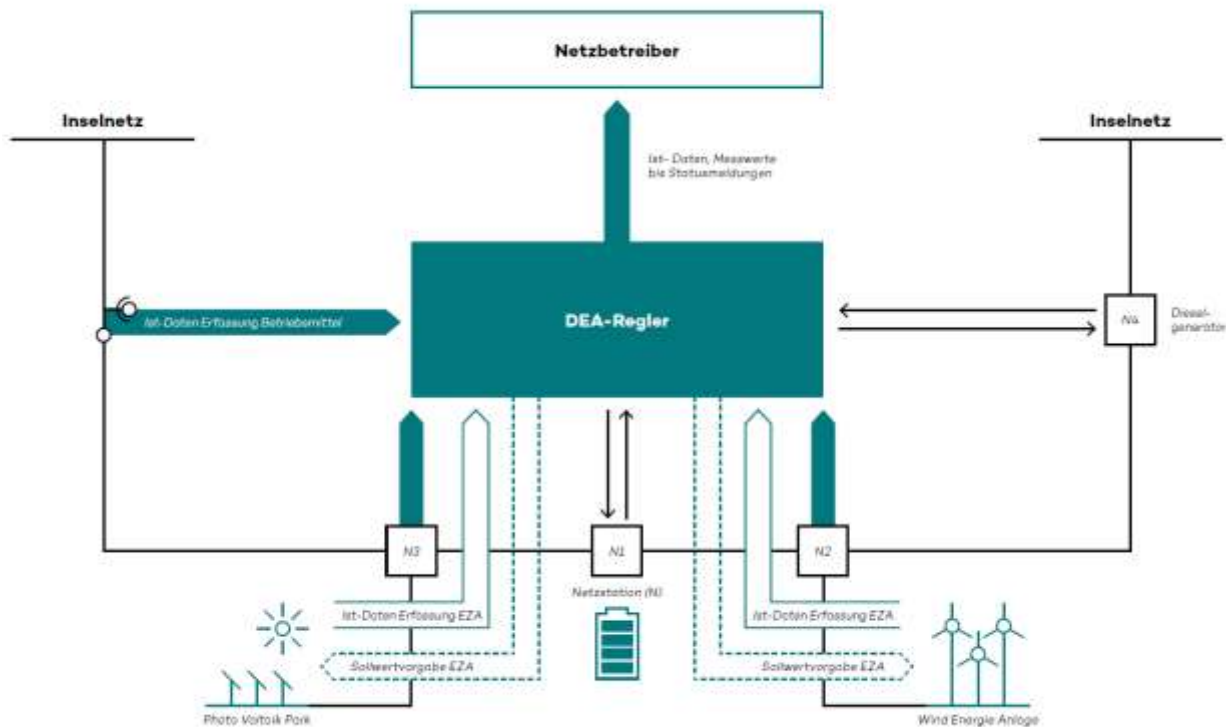 Netzbetreiber
Inselnetz
Inselnetz
Ist- Daten, Messwerte
bis Statusmeldungen
Ist-Daten Erfassung Betriebsmittel
DEA-Regler
N4
Diesel-
generator
N3
N1
N2
Netzstation (N)
Ist-Daten Erfassung EZA
Ist-Daten Erfassung EZA
Sollwertvorgabe EZA
Sollwertvorgabe EZA
Photo Voltaik Park
Wind Energie Anlage